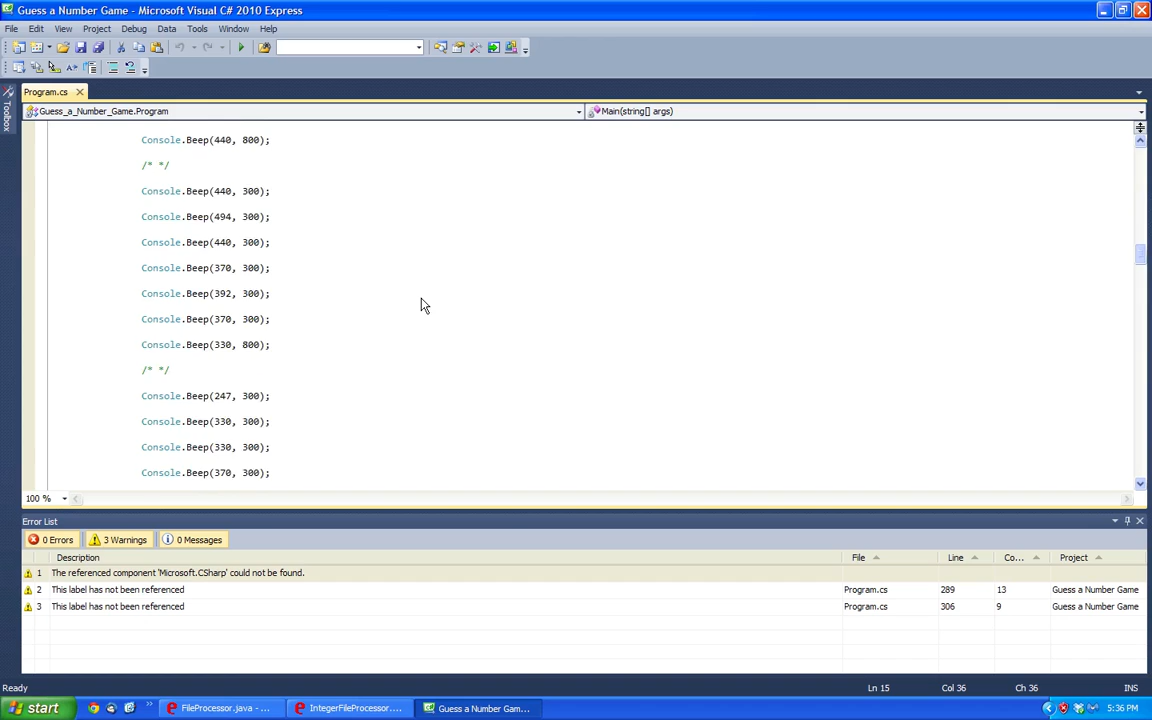 Guess a Number Game - Microsoft Visual C# 2010 Express
File Edit View Project Debug Data Tools Window Help
Program.cs
Guess_a_Number_Game.Program Main(string[] args)
Toolbox
Console.Beep(440, 800);
/* */
Console.Beep(440, 300);
Console.Beep(494, 300);
Console.Beep(440, 300);
Console.Beep(370, 300);
Console.Beep(392, 300);
Console.Beep(370, 300);
Console.Beep(330, 800);
/* */
Console.Beep(247, 300);
Console.Beep(330, 300);
Console.Beep(330, 300);
Console.Beep(370, 300);
100 %
Error List
0 Errors 3 Warnings 0 Messages
Description File Line Co... Project
1 The referenced component 'Microsoft.CSharp' could not be found.
2 This label has not been referenced Program.cs 289 13 Guess a Number Game
3 This label has not been referenced Program.cs 306 9 Guess a Number Game
Ready Ln 15 Col 36 Ch 36 INS
start FileProcessor.java - ... IntegerFileProcessor.... Guess a Number Gam... 5:36 PM